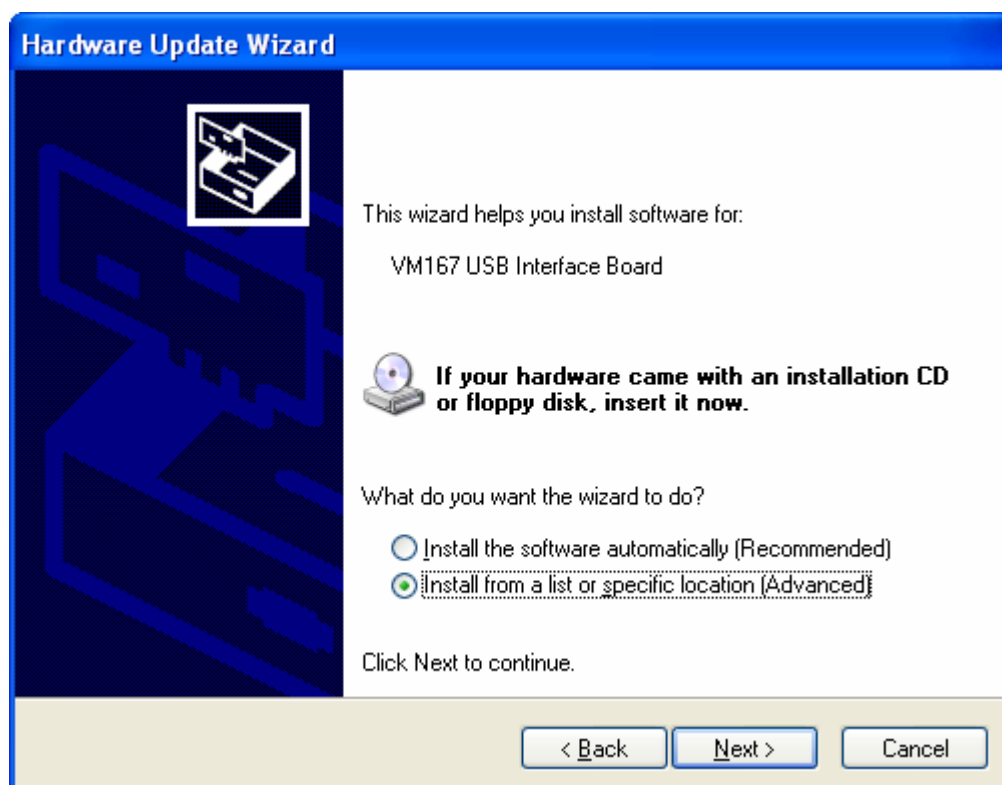 Hardware Update Wizard
This wizard helps you install software for:
VM167 USB Interface Board
If your hardware came with an installation CD
or floppy disk, insert it now.
What do you want the wizard to do?
Install the software automatically (Recommended)
Install from a list or specific location (Advanced)
Click Next to continue.
< Back Next > Cancel